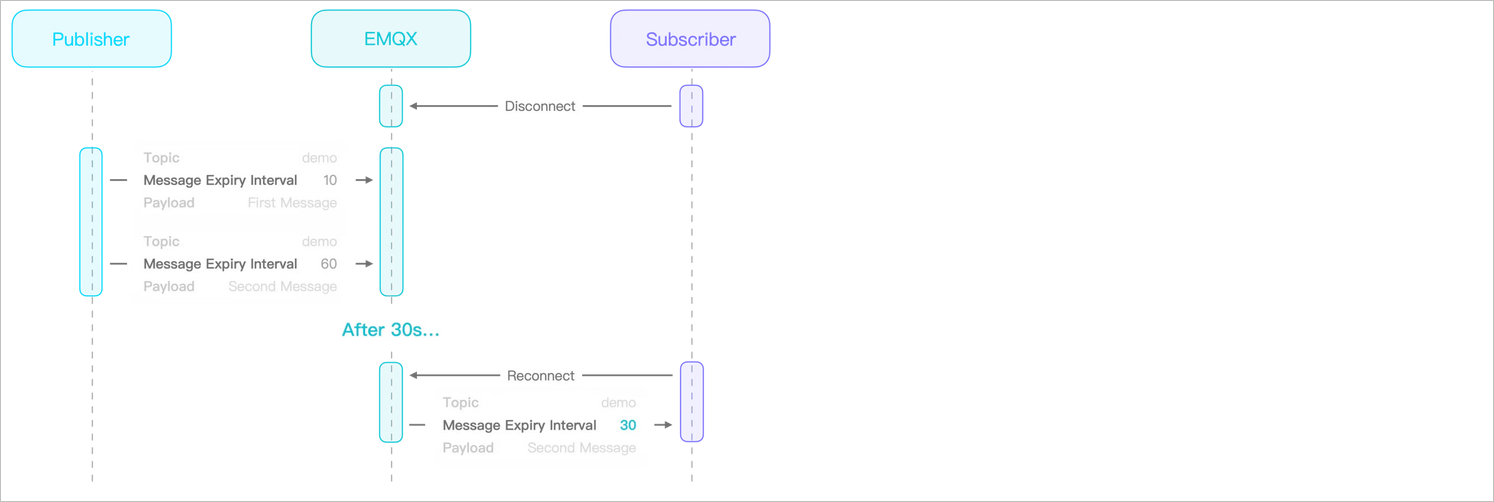 Publisher EMQX Subscriber
Disconnect
Topic demo
Message Expiry Interval 10
Payload First Message
Topic demo
Message Expiry Interval 60
Payload Second Message
After 30s...
Reconnect
Topic demo
Message Expiry Interval 30
Payload Second Message